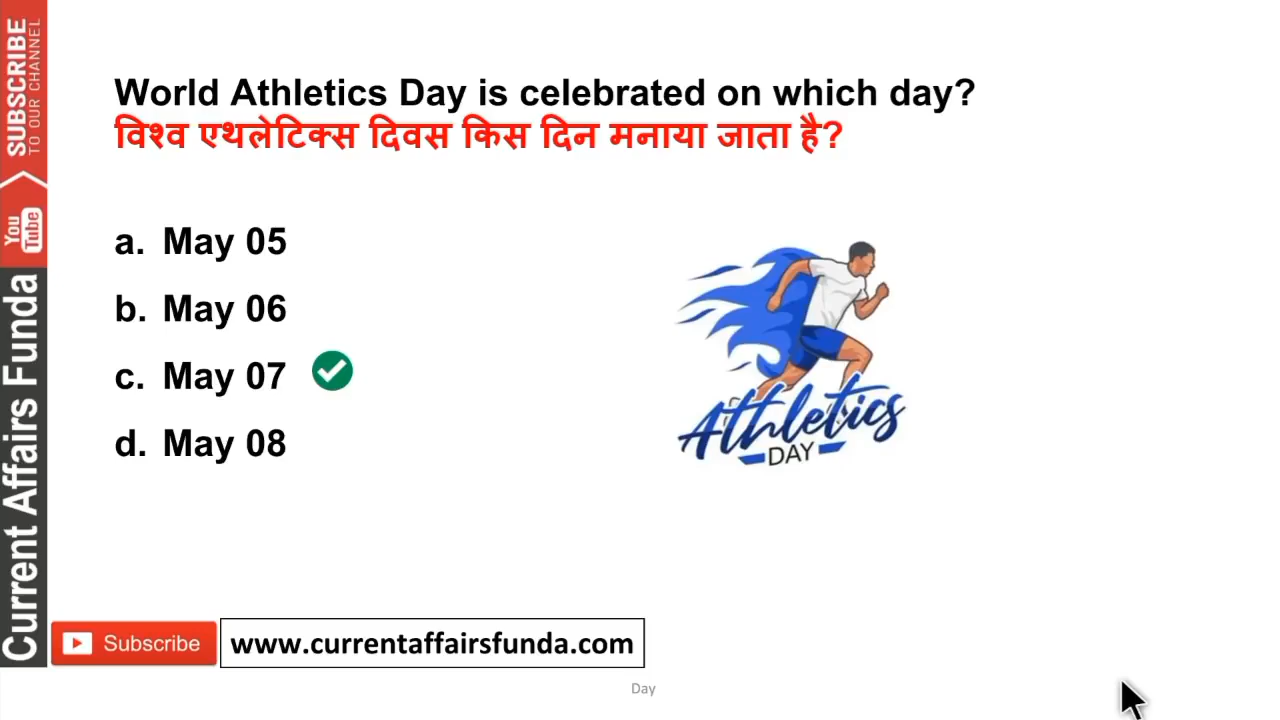 World Athletics Day is celebrated on which day?
विश्व एथलेटिक्स दिवस किस दिन मनाया जाता है?
a. May 05
b. May 06
c. May 07
d. May 08
Athletics
DAY
SUBSCRIBE
TO OUR CHANNEL
You
Tube
Current Affairs Funda
Subscribe
www.currentaffairsfunda.com
Day